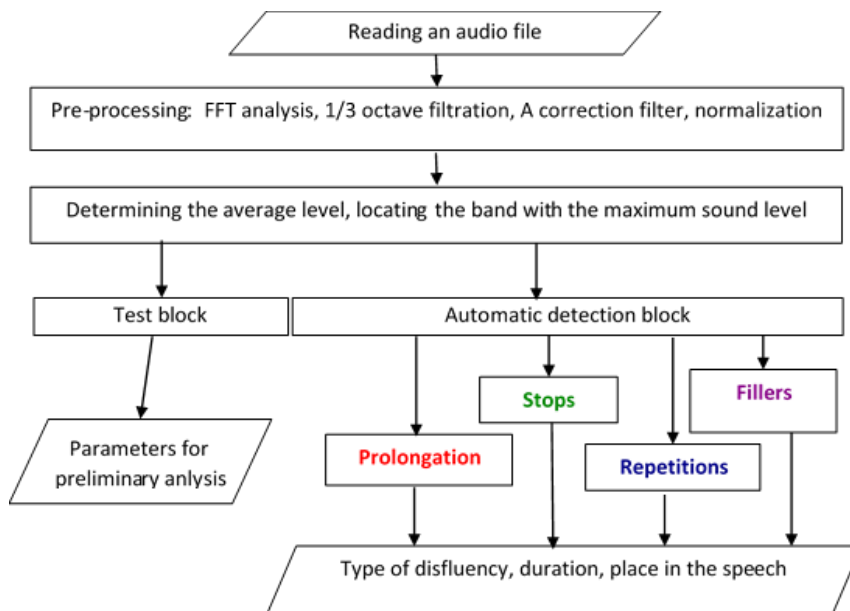 Reading an audio file
Pre-processing: FFT analysis, 1/3 octave filtration, A correction filter, normalization
Determining the average level, locating the band with the maximum sound level
Test block
Automatic detection block
Stops
Fillers
Parameters for
preliminary anlysis
Prolongation
Repetitions
Type of disfluency, duration, place in the speech